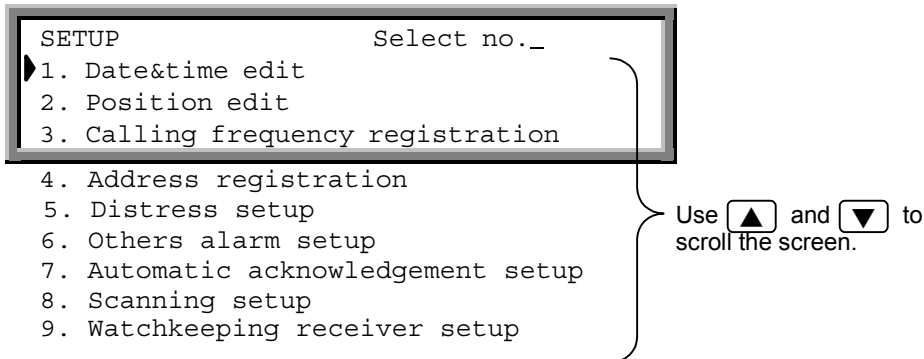 SETUP Select no._
1. Date&time edit
2. Position edit
3. Calling frequency registration
4. Address registration
5. Distress setup
6. Others alarm setup
7. Automatic acknowledgement setup
8. Scanning setup
9. Watchkeeping receiver setup
Use ▲ and ▼ to
scroll the screen.